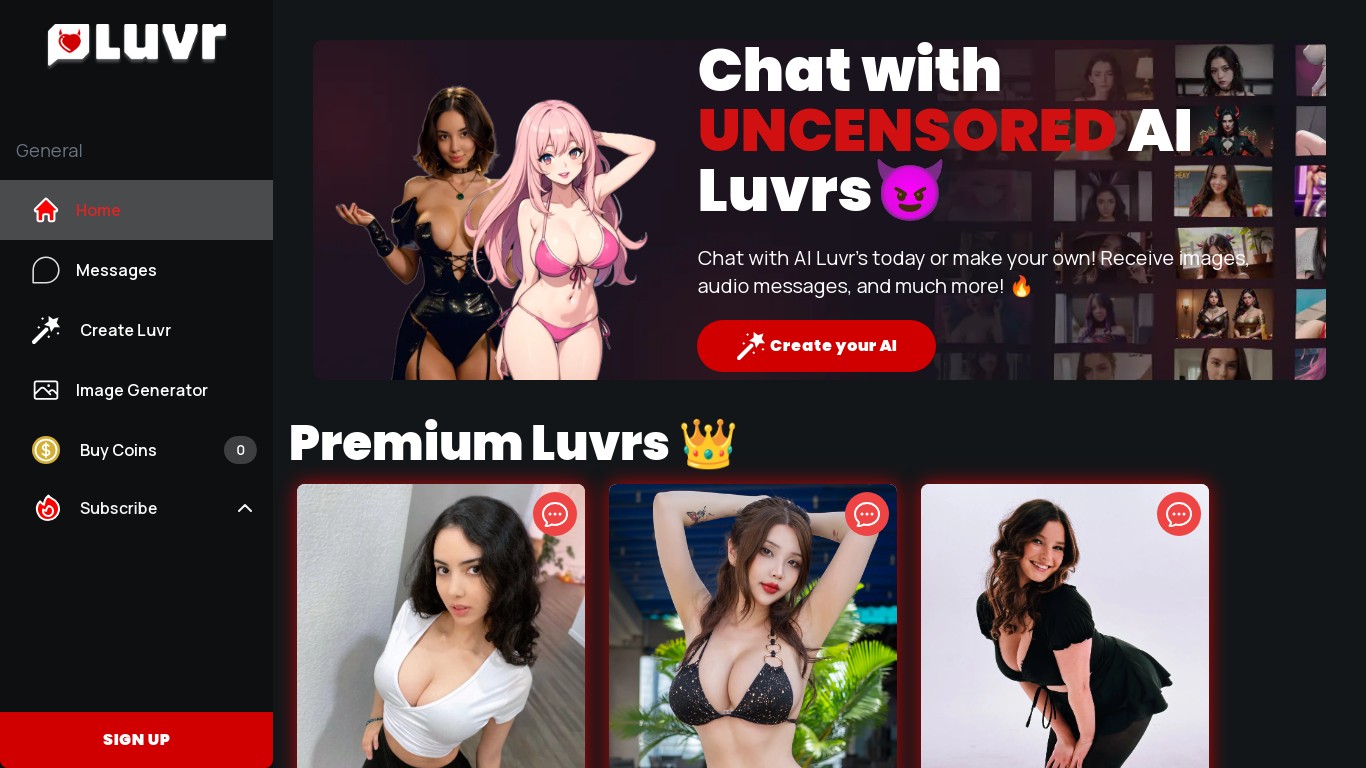 Luvr
General
Home
Messages
Create Luvr
Image Generator
Buy Coins
0
Subscribe
SIGN UP
Chat with
UNCENSORED AI
Luvrs😈
Chat with AI Luvr's today or make your own! Receive images,
audio messages, and much more! 🔥
Create your AI
Premium Luvrs 👑